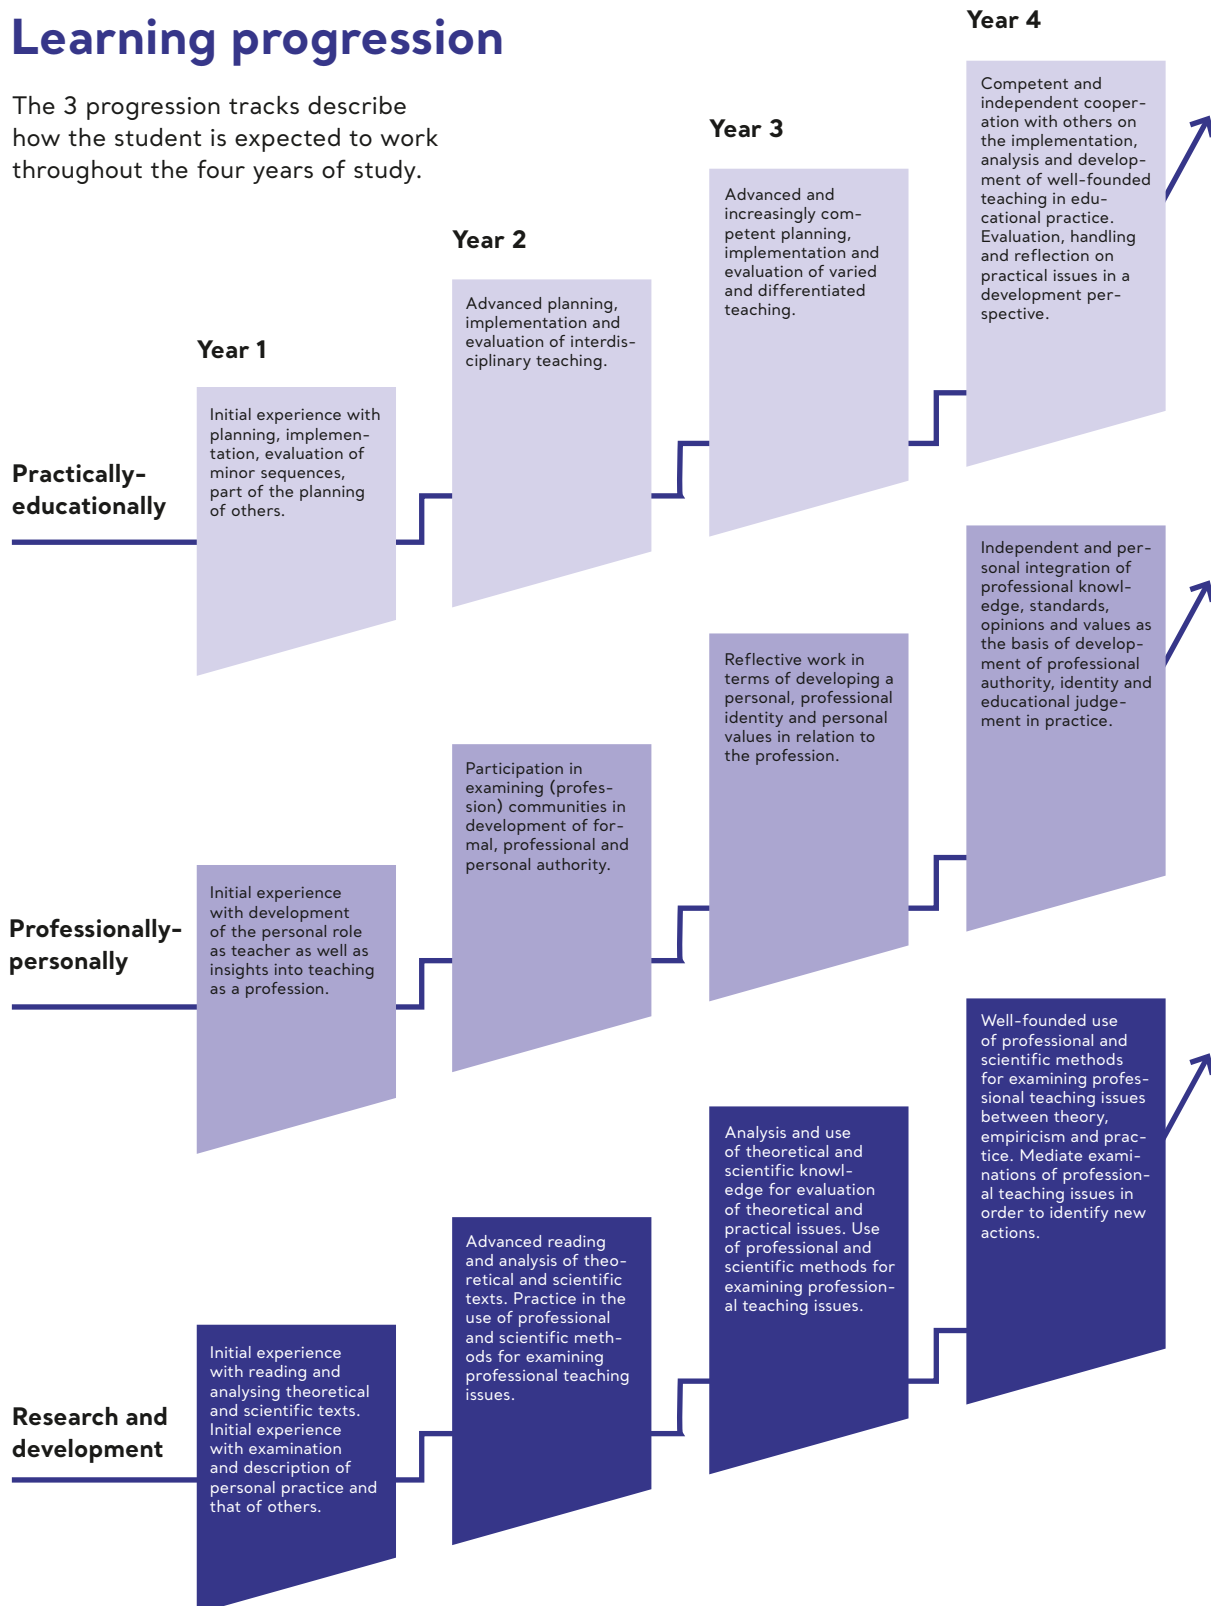 Learning progression
The 3 progression tracks describe
how the student is expected to work
throughout the four years of study.
Year 1
Year 2
Year 3
Year 4
Practically-
educationally
Initial experience with
planning, implemen-
tation, evaluation of
minor sequences,
part of the planning
of others.
Advanced planning,
implementation and
evaluation of interdis-
ciplinary teaching.
Advanced and
increasingly com-
petent planning,
implementation and
evaluation of varied
and differentiated
teaching.
Competent and
independent cooper-
ation with others on
the implementation,
analysis and develop-
ment of well-founded
teaching in edu-
cational practice.
Evaluation, handling
and reflection on
practical issues in a
development per-
spective.
Professionally-
personally
Initial experience
with development
of the personal role
as teacher as well as
insights into teaching
as a profession.
Participation in
examining (profes-
sion) communities in
development of for-
mal, professional and
personal authority.
Reflective work in
terms of developing a
personal, professional
identity and personal
values in relation to
the profession.
Independent and per-
sonal integration of
professional knowl-
edge, standards,
opinions and values as
the basis of develop-
ment of professional
authority, identity and
educational judge-
ment in practice.
Research and
development
Initial experience
with reading and
analysing theoretical
and scientific texts.
Initial experience
with examination
and description of
personal practice and
that of others.
Advanced reading
and analysis of theo-
retical and scientific
texts. Practice in the
use of professional
and scientific meth-
ods for examining
professional teaching
issues.
Analysis and use
of theoretical and
scientific knowl-
edge for evaluation
of theoretical and
practical issues. Use
of professional and
scientific methods for
examining profession-
al teaching issues.
Well-founded use
of professional and
scientific methods
for examining profes-
sional teaching issues
between theory,
empiricism and prac-
tice. Mediate exami-
nations of profession-
al teaching issues in
order to identify new
actions.